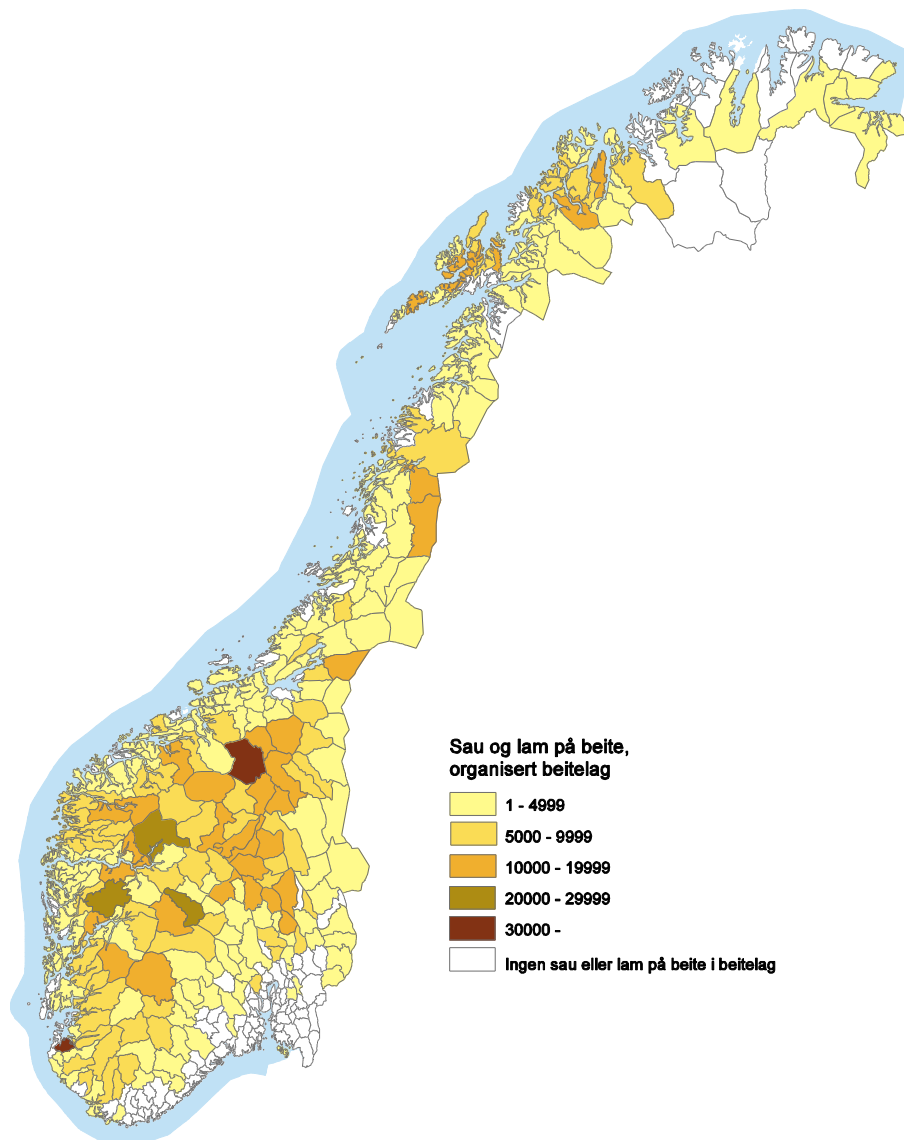 Sau og lam på beite,
organisert beitelag
1 - 4999
5000 - 9999
10000 - 19999
20000 - 29999
30000 -
Ingen sau eller lam på beite i beitelag